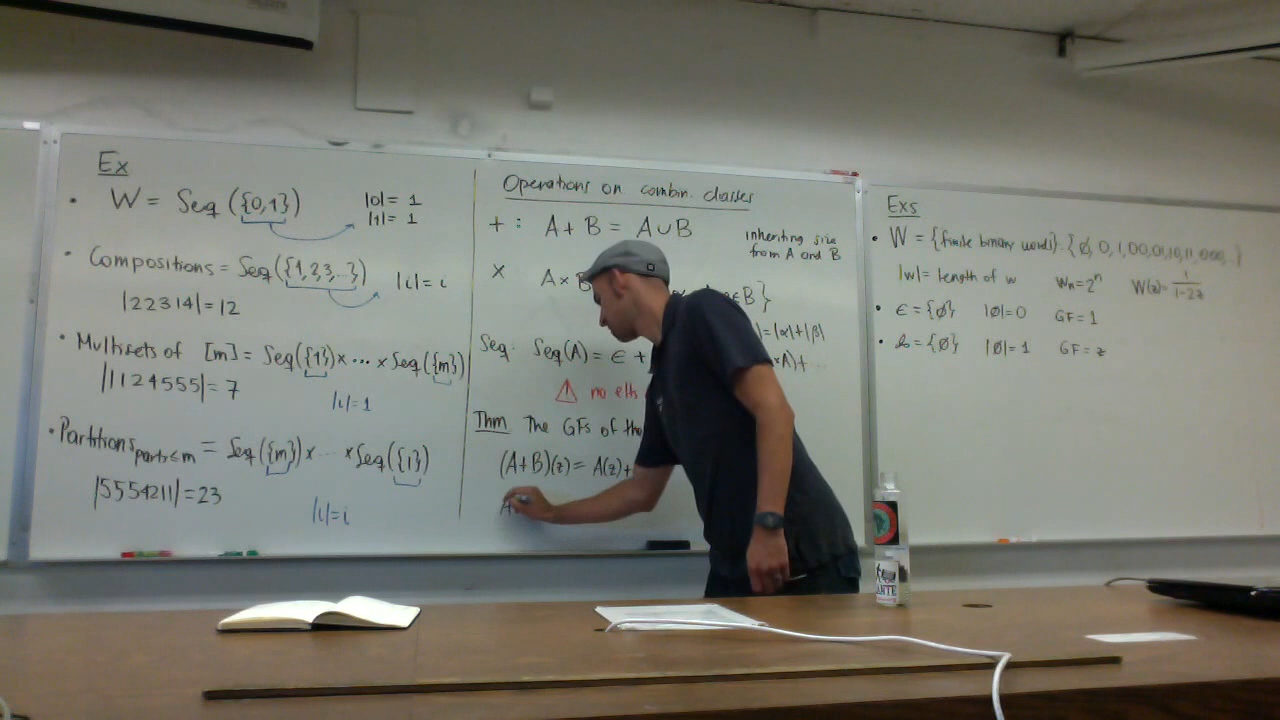 Ex
• W = Seq ({0,1}) |0| = 1
|1| = 1
• Compositions = Seq({1,2,3,...}) |i| = i
|22314| = 12
• Multisets of [m] = Seq({1})×...×Seq({m})
|1124555| = 7
|i| = 1
• Partitions parts≤m = Seq({m})×...×Seq({1})
|5554211| = 23
|i| = i
Operations on combin. classes
+ : A + B = A ∪ B
inheriting size
from A and B
× A × B ∈ B}
| = |α|+|β|
Seq. Seq(A) = ε + ×A)+...
⚠ no elts
Thm The GFs of
(A+B)(z) = A(z)+
A
Exs
• W = {finite binary words} = {ø, 0, 1, 00, 01, 10, 11, 000, ...}
|w| = length of w Wn = 2ⁿ W(z) = 1/(1-2z)
• ε = {ø} |ø| = 0 GF = 1
• = {ø} |ø| = 1 GF = z
ANTE